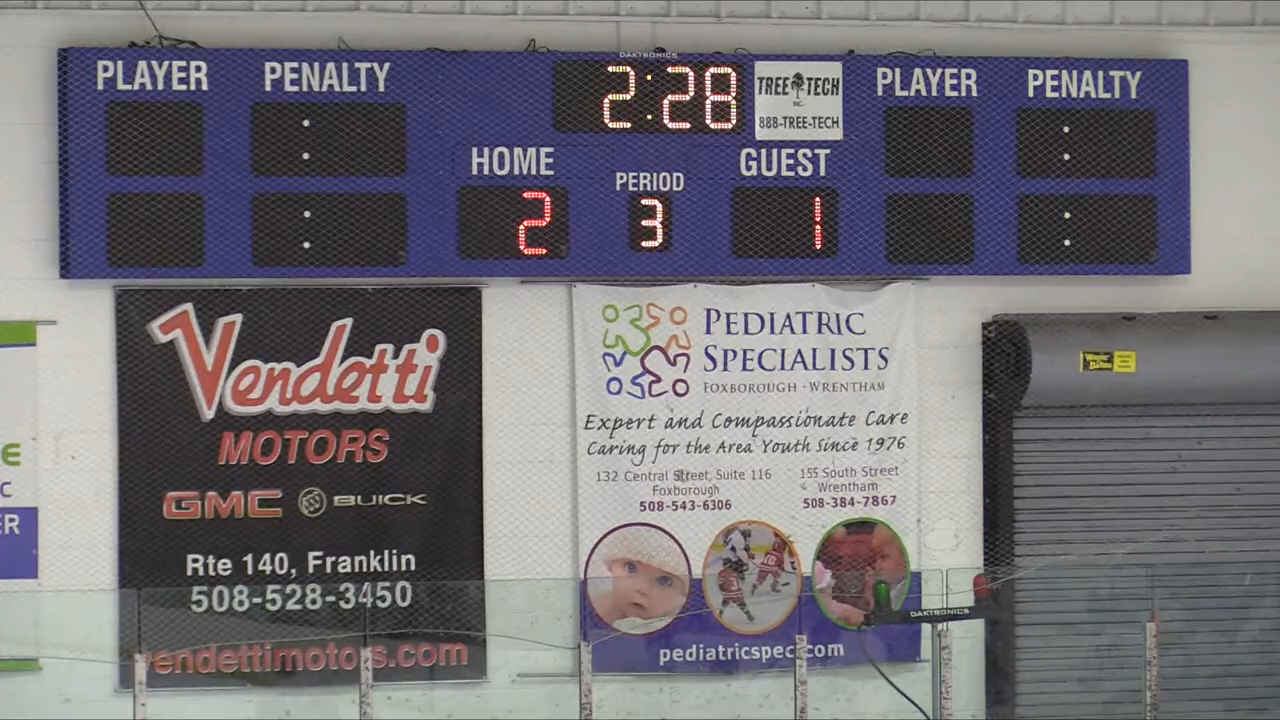 DAKTRONICS
PLAYER PENALTY 2:28 TREE TECH INC. 888-TREE-TECH PLAYER PENALTY
HOME PERIOD GUEST
2 3 1
Vendetti
MOTORS
GMC BUICK
Rte 140, Franklin
508-528-3450
vendettimotors.com
PEDIATRIC
SPECIALISTS
FOXBOROUGH · WRENTHAM
Expert and Compassionate Care
Caring for the Area Youth Since 1976
132 Central Street, Suite 116
Foxborough
508-543-6306
155 South Street
Wrentham
508-384-7867
pediatricspec.com
DAKTRONICS
E
C
ER